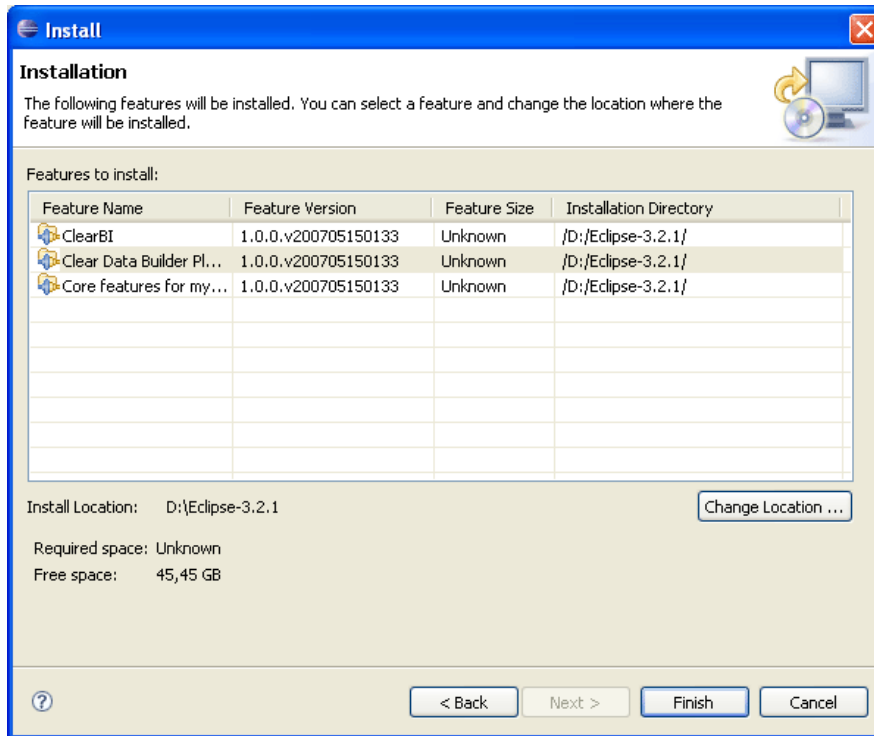 Install
Installation
The following features will be installed. You can select a feature and change the location where the
feature will be installed.
Features to install:
Feature Name Feature Version Feature Size Installation Directory
ClearBI 1.0.0.v200705150133 Unknown /D:/Eclipse-3.2.1/
Clear Data Builder Pl... 1.0.0.v200705150133 Unknown /D:/Eclipse-3.2.1/
Core features for my... 1.0.0.v200705150133 Unknown /D:/Eclipse-3.2.1/
Install Location: D:\Eclipse-3.2.1 Change Location ...
Required space: Unknown
Free space: 45,45 GB
? < Back Next > Finish Cancel